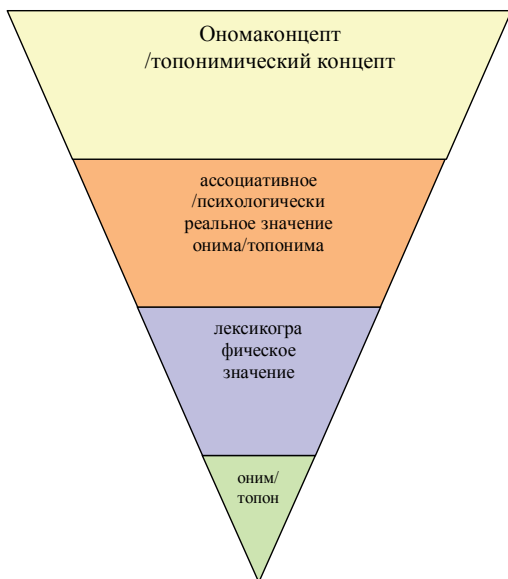 Ономаконцепт
/топонимический концепт
ассоциативное
/психологически
реальное значение
онима/топонима
лексикогра
фическое
значение
оним/
топон